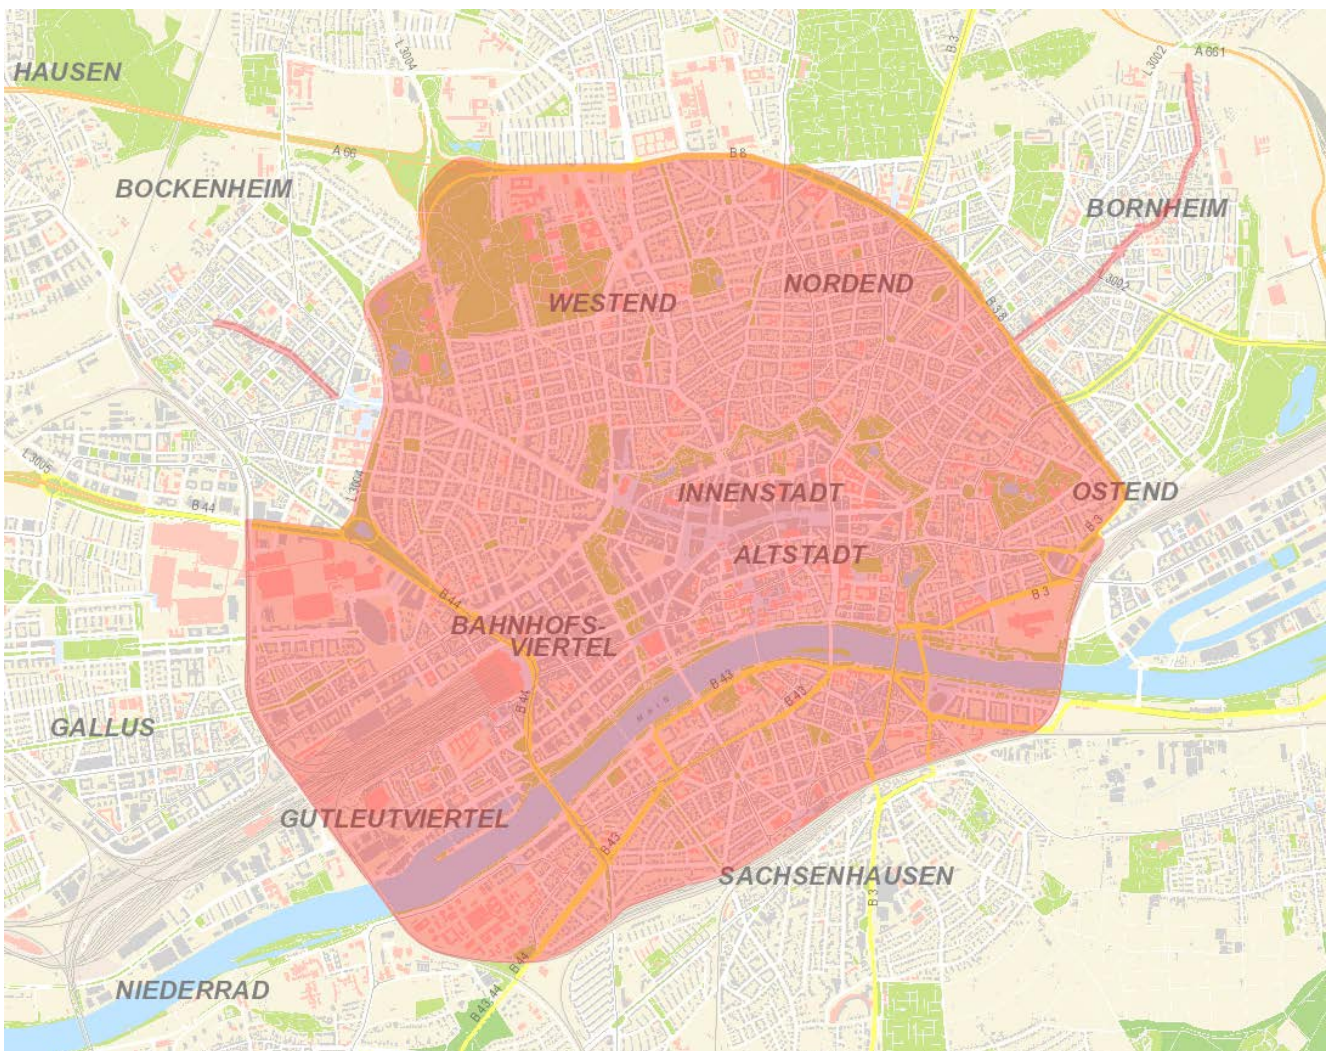 L 3004
B 3
L 3002
A 661
HAUSEN
A 66
B 8
BOCKENHEIM
BORNHEIM
L 3002
NORDEND
WESTEND
B 3;8
L 3005
B 44
L 3004
INNENSTADT
OSTEND
B 3
ALTSTADT
B 44
B 3
BAHNHOFS-
VIERTEL
B 43
B 43
B 44
Main
GALLUS
GUTLEUTVIERTEL
B 43
SACHSENHAUSEN
B 3
B 44
NIEDERRAD
B 43;44